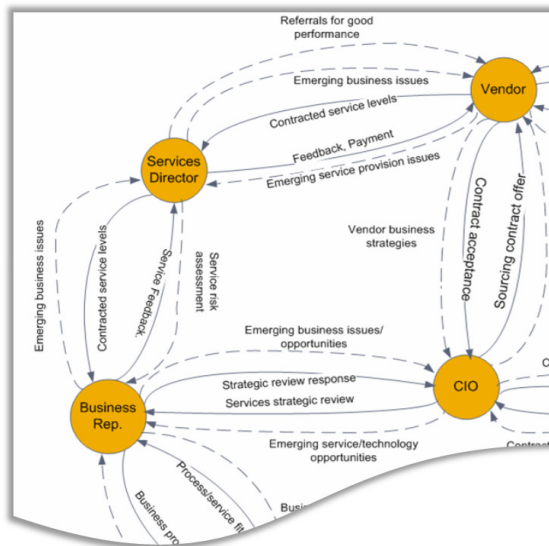 Referrals for good
performance
Emerging business issues
Vendor
Contracted service levels
Services
Director
Feedback, Payment
Emerging service provision issues
Emerging business issues
Contracted service levels
Service Feedback.
Service risk
assessment
Vendor business
strategies
Contract acceptance
Sourcing contract offer
Emerging business issues/
opportunities
Strategic review response
Services strategic review
CIO
Business
Rep.
Emerging service/technology
opportunities
Process/service fit
Business pro